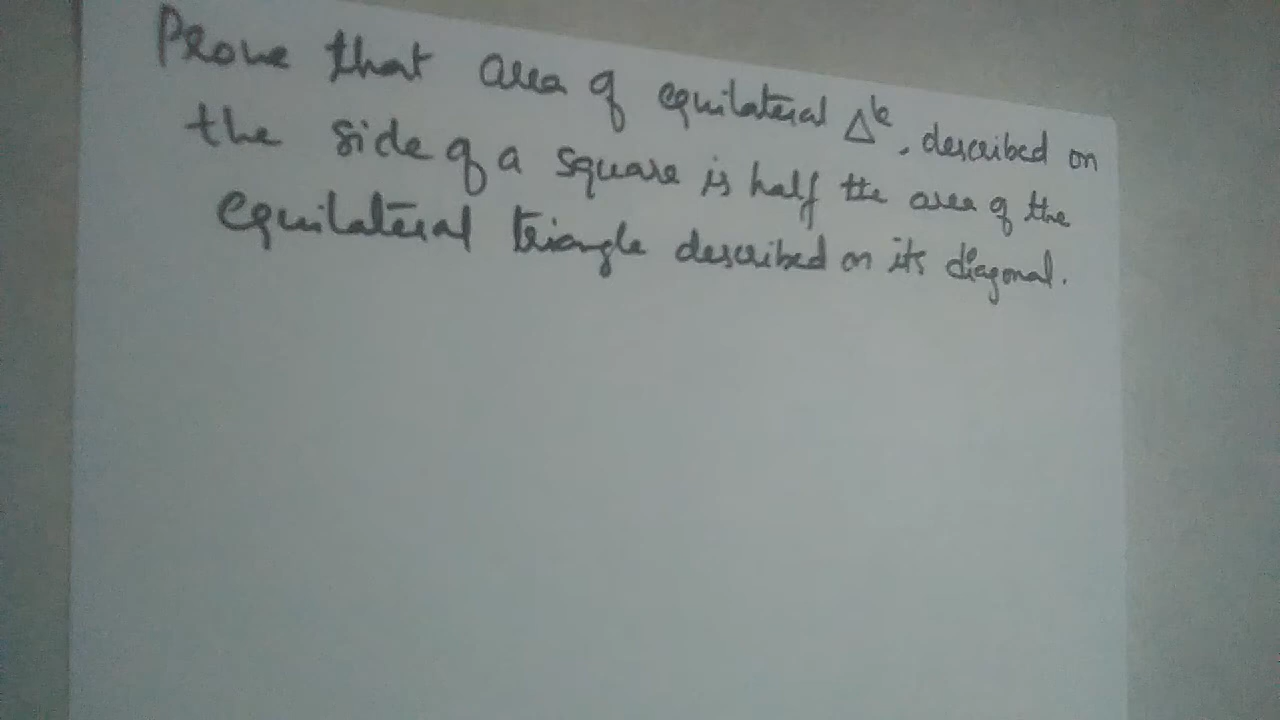 Prove that area of equilateral Δle, described on
the side of a square is half the area of the
equilateral triangle described on its diagonal.